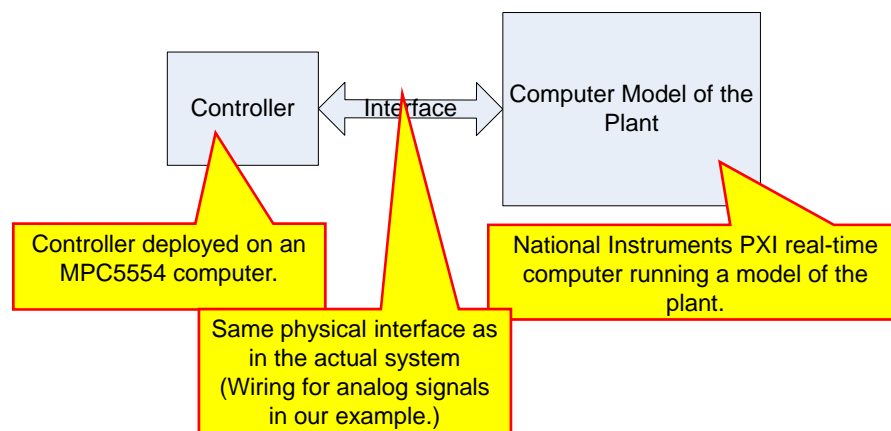 Controller
Interface
Computer Model of the
Plant
Controller deployed on an
MPC5554 computer.
National Instruments PXI real-time
computer running a model of the
plant.
Same physical interface as
in the actual system
(Wiring for analog signals
in our example.)